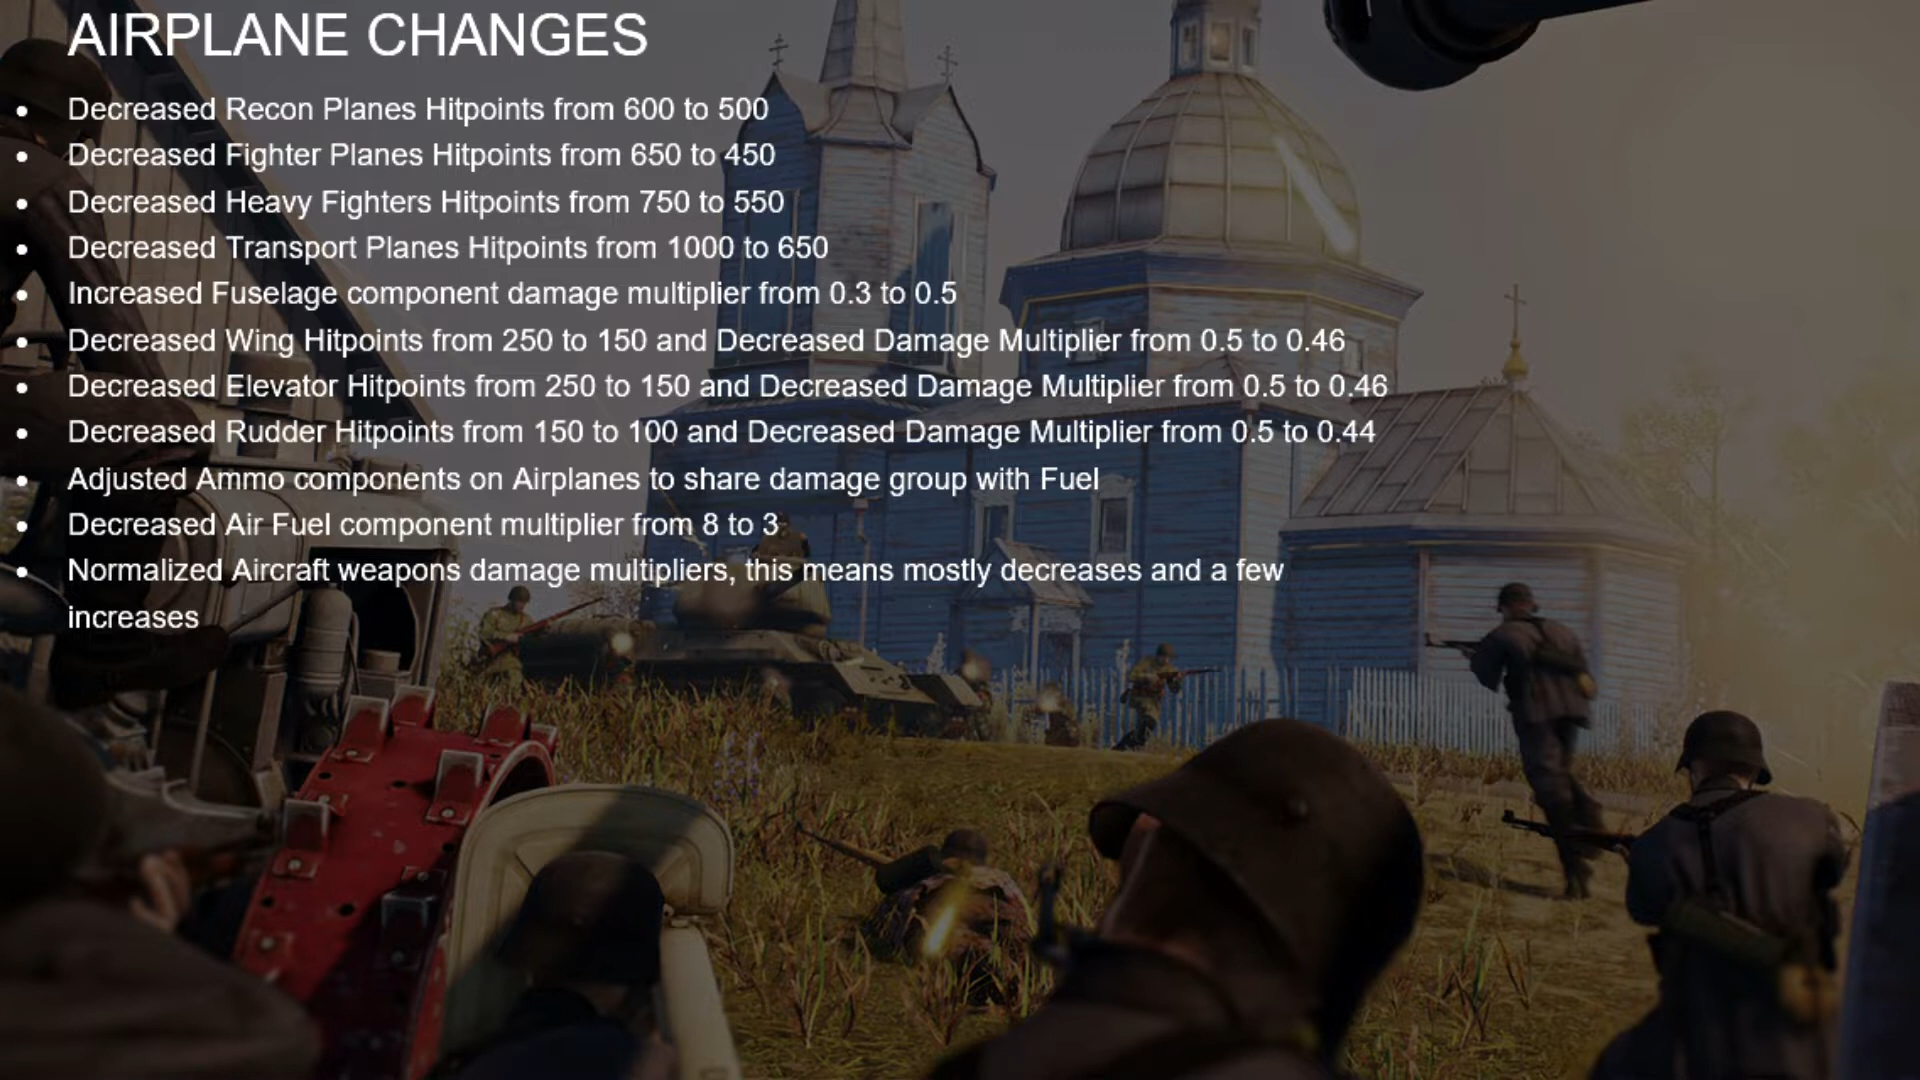 AIRPLANE CHANGES
• Decreased Recon Planes Hitpoints from 600 to 500
• Decreased Fighter Planes Hitpoints from 650 to 450
• Decreased Heavy Fighters Hitpoints from 750 to 550
• Decreased Transport Planes Hitpoints from 1000 to 650
• Increased Fuselage component damage multiplier from 0.3 to 0.5
• Decreased Wing Hitpoints from 250 to 150 and Decreased Damage Multiplier from 0.5 to 0.46
• Decreased Elevator Hitpoints from 250 to 150 and Decreased Damage Multiplier from 0.5 to 0.46
• Decreased Rudder Hitpoints from 150 to 100 and Decreased Damage Multiplier from 0.5 to 0.44
• Adjusted Ammo components on Airplanes to share damage group with Fuel
• Decreased Air Fuel component multiplier from 8 to 3
• Normalized Aircraft weapons damage multipliers, this means mostly decreases and a few
increases